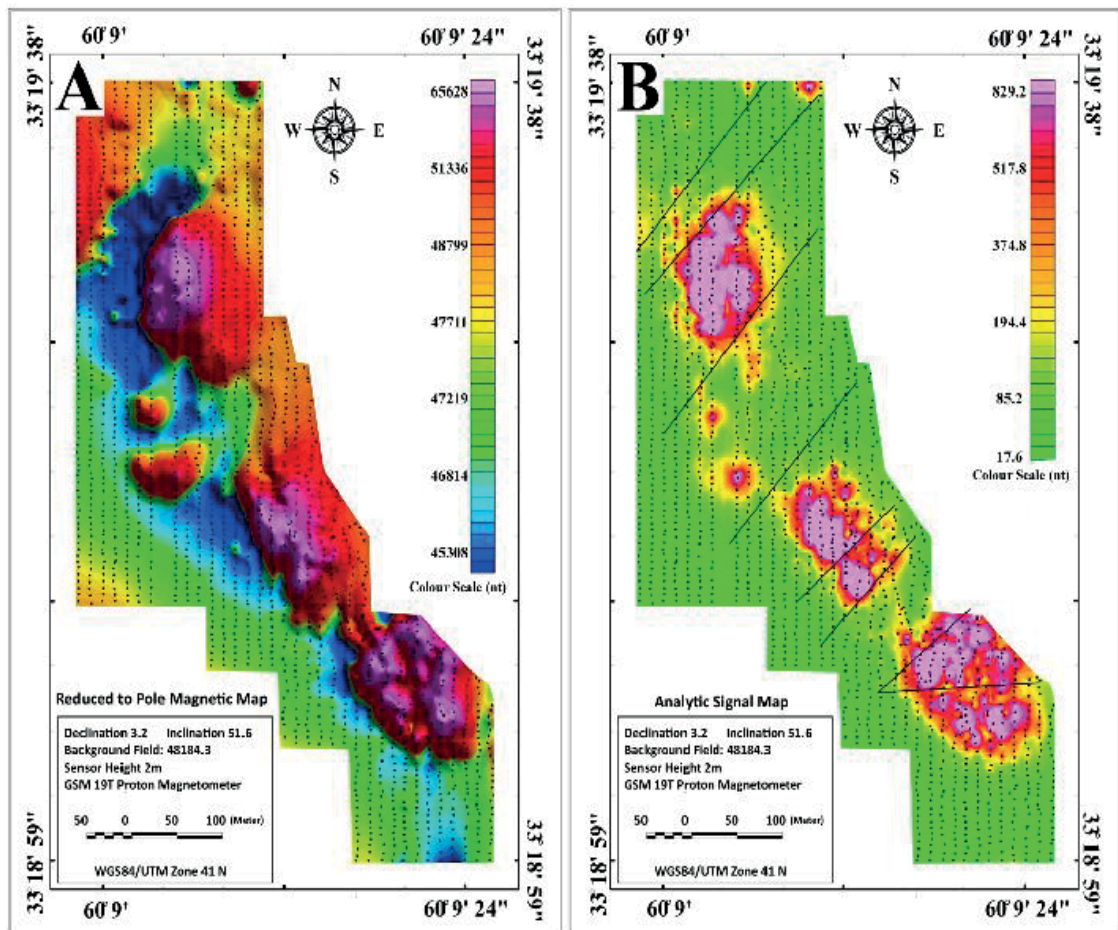 A
60° 9'
60° 9' 24"
33° 19' 38"
33° 19' 38"
N
W
E
S
65628
51336
48799
47711
47219
46814
45308
Colour Scale (nt)
Reduced to Pole Magnetic Map
Declination 3.2 Inclination 51.6
Background Field: 48184.3
Sensor Height 2m
GSM 19T Proton Magnetometer
50 0 50 100 (Meter)
WGS84/UTM Zone 41 N
33° 18' 59"
33° 18' 59"
60° 9'
60° 9' 24"
B
60° 9'
60° 9' 24"
33° 19' 38"
33° 19' 38"
N
W
E
S
829.2
517.8
374.8
194.4
85.2
17.6
Colour Scale (nt)
Analytic Signal Map
Declination 3.2 Inclination 51.6
Background Field: 48184.3
Sensor Height 2m
GSM 19T Proton Magnetometer
50 0 50 100 (Meter)
WGS84/UTM Zone 41 N
33° 18' 59"
33° 18' 59"
60° 9'
60° 9' 24"